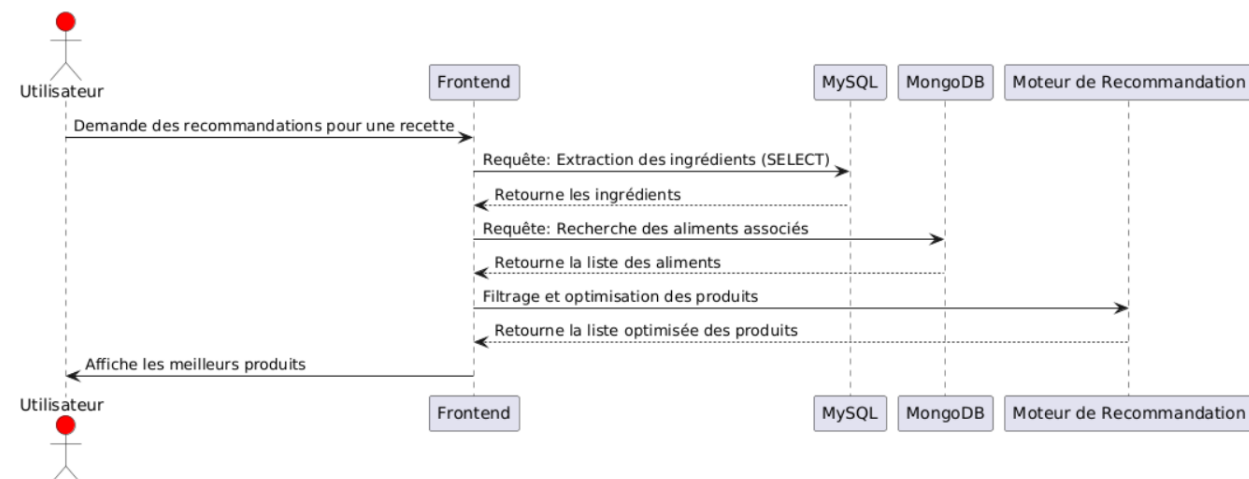 Utilisateur
Frontend
MySQL
MongoDB
Moteur de Recommandation
Demande des recommandations pour une recette
Requête: Extraction des ingrédients (SELECT)
Retourne les ingrédients
Requête: Recherche des aliments associés
Retourne la liste des aliments
Filtrage et optimisation des produits
Retourne la liste optimisée des produits
Affiche les meilleurs produits
Utilisateur
Frontend
MySQL
MongoDB
Moteur de Recommandation